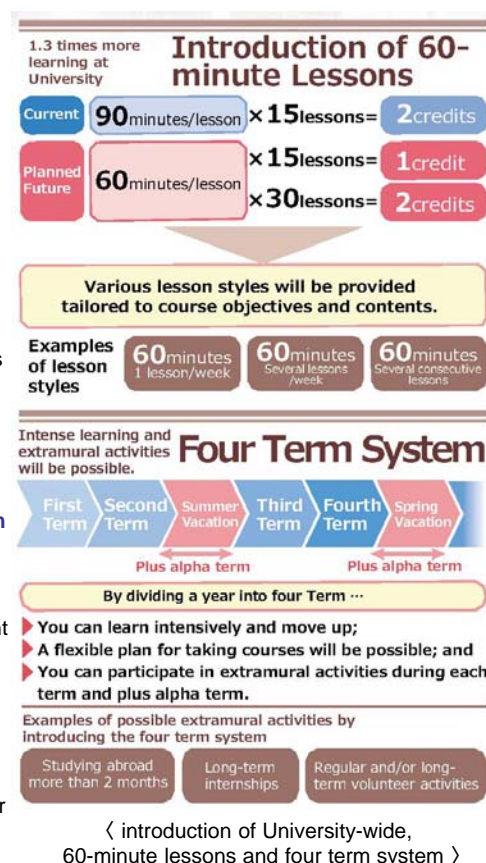 1.3 times more
learning at
University
Introduction of 60-
minute Lessons
Current
90minutes/lesson
×15lessons=
2credits
Planned
Future
60minutes/lesson
×15lessons=
1credit
×30lessons=
2credits
Various lesson styles will be provided
tailored to course objectives and contents.
Examples
of lesson
styles
60minutes
1 lesson/week
60minutes
Several lessons
/week
60minutes
Several consecutive
lessons
Intense learning and
extramural activities
will be possible.
Four Term System
First
Term
Second
Term
Summer
Vacation
Third
Term
Fourth
Term
Spring
Vacation
Plus alpha term
Plus alpha term
By dividing a year into four Term ···
You can learn intensively and move up;
A flexible plan for taking courses will be possible; and
You can participate in extramural activities during each
term and plus alpha term.
Examples of possible extramural activities by
introducing the four term system
Studying abroad
more than 2 months
Long-term
internships
Regular and/or long-
term volunteer activities
〈 introduction of University-wide,
60-minute lessons and four term system 〉